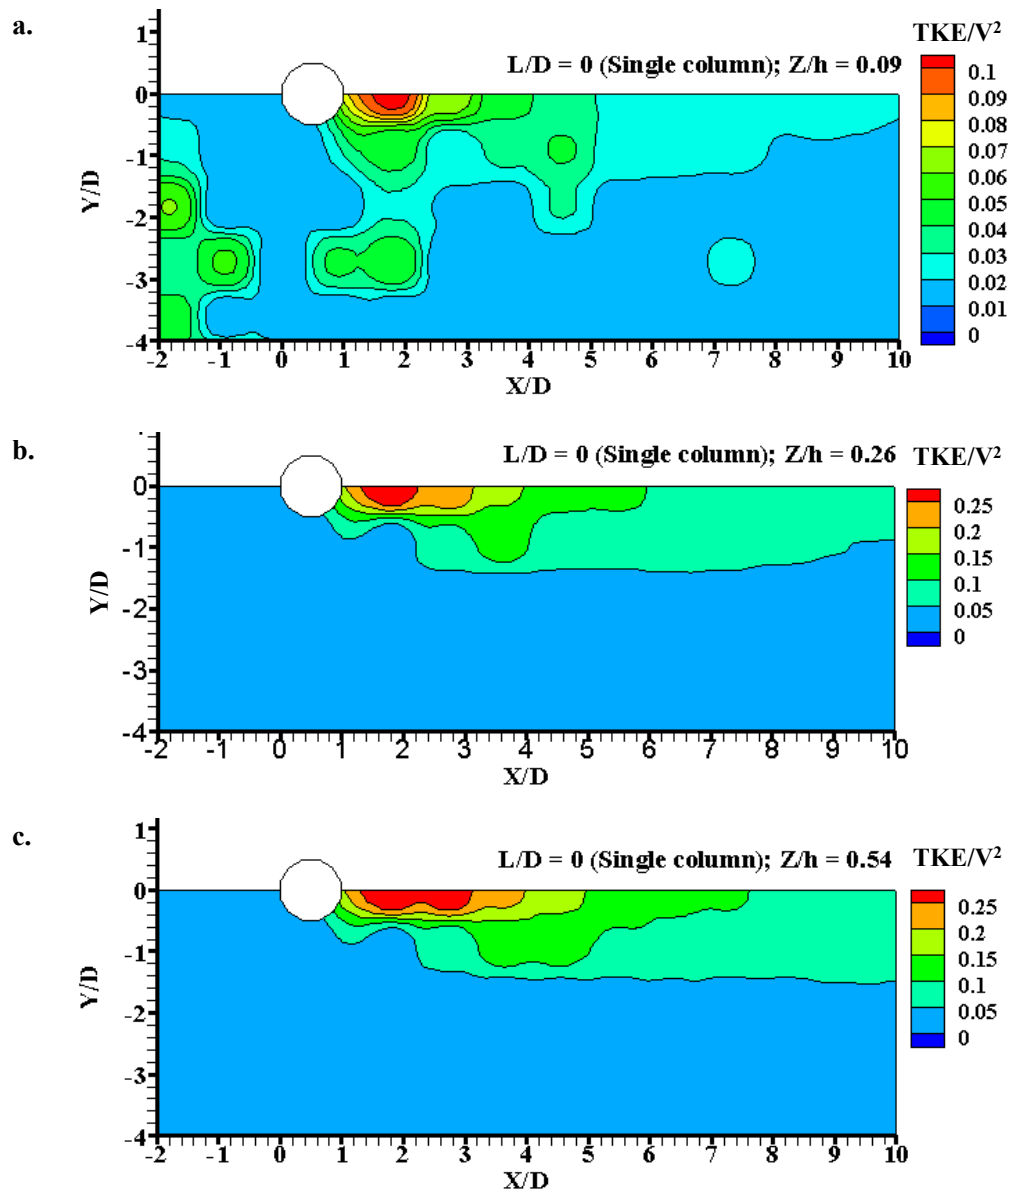 a.
TKE/V²
L/D = 0 (Single column); Z/h = 0.09
1
0
-1
-2
-3
-4
Y/D
0.1
0.09
0.08
0.07
0.06
0.05
0.04
0.03
0.02
0.01
0
-2 -1 0 1 2 3 4 5 6 7 8 9 10
X/D
b.
L/D = 0 (Single column); Z/h = 0.26
TKE/V²
0
-1
-2
-3
-4
Y/D
0.25
0.2
0.15
0.1
0.05
0
-2 -1 0 1 2 3 4 5 6 7 8 9 10
X/D
c.
L/D = 0 (Single column); Z/h = 0.54
TKE/V²
1
0
-1
-2
-3
-4
Y/D
0.25
0.2
0.15
0.1
0.05
0
-2 -1 0 1 2 3 4 5 6 7 8 9 10
X/D